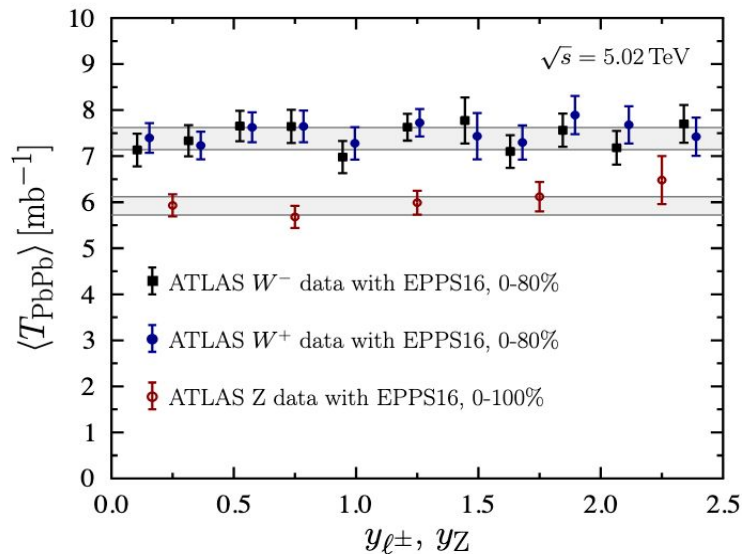 10
9
8
7
6
5
4
3
2
1
0
⟨T_PbPb⟩ [mb⁻¹]
√s = 5.02 TeV
ATLAS W⁻ data with EPPS16, 0-80%
ATLAS W⁺ data with EPPS16, 0-80%
ATLAS Z data with EPPS16, 0-100%
0.0 0.5 1.0 1.5 2.0 2.5
y_ℓ±, y_Z